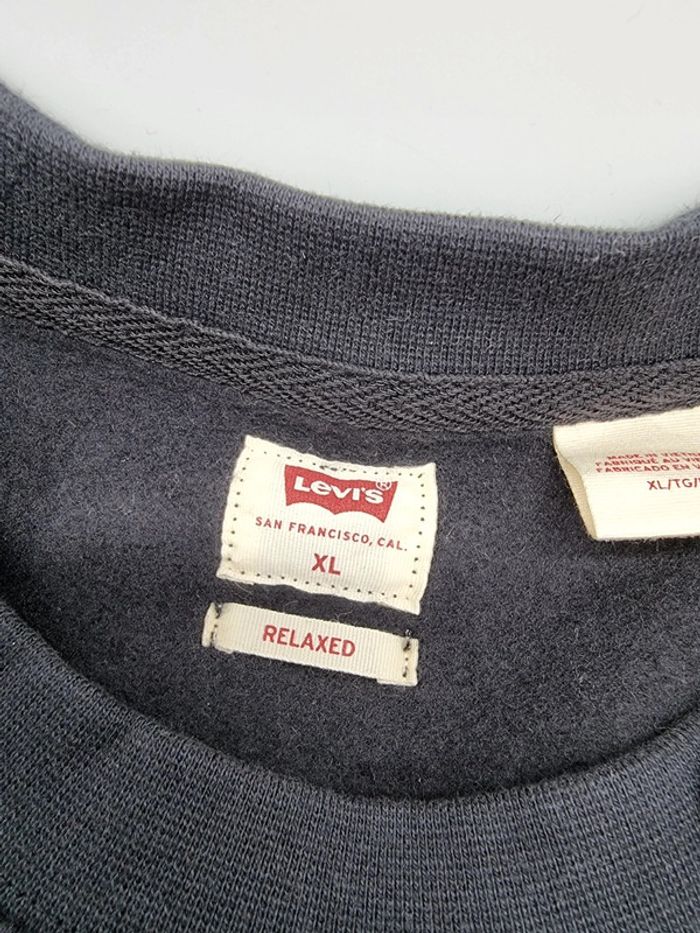 Levi's®
SAN FRANCISCO, CAL.
XL
RELAXED
MADE IN
FABRIQUÉ AU
FABRICADO EN
XL/TG/